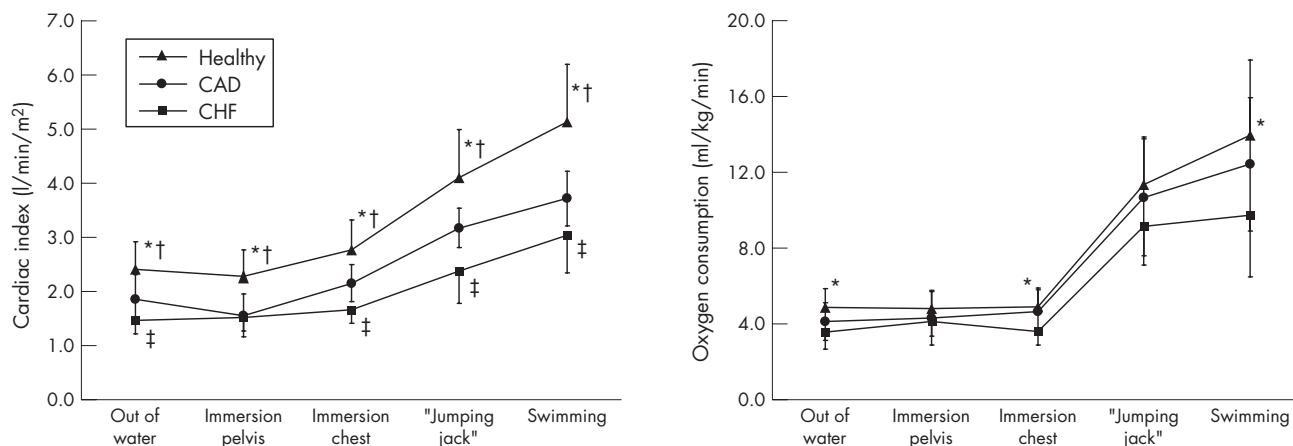 7.0
6.0
5.0
4.0
3.0
2.0
1.0
0.0
Cardiac index (l/min/m²)
Healthy
CAD
CHF
*†
*†
*†
*†
*†
‡
‡
‡
‡
Out of
water
Immersion
pelvis
Immersion
chest
"Jumping
jack"
Swimming
20.0
16.0
12.0
8.0
4.0
0.0
Oxygen consumption (ml/kg/min)
*
*
*
Out of
water
Immersion
pelvis
Immersion
chest
"Jumping
jack"
Swimming